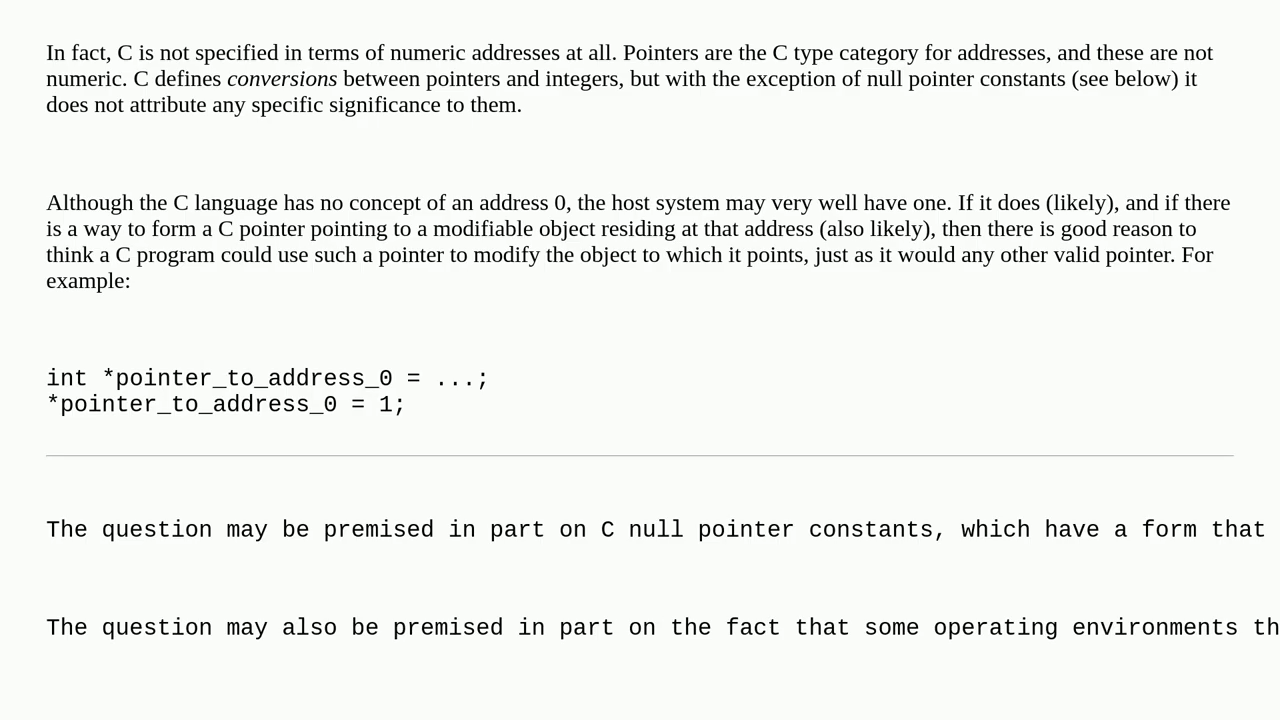 In fact, C is not specified in terms of numeric addresses at all. Pointers are the C type category for addresses, and these are not
numeric. C defines conversions between pointers and integers, but with the exception of null pointer constants (see below) it
does not attribute any specific significance to them.
Although the C language has no concept of an address 0, the host system may very well have one. If it does (likely), and if there
is a way to form a C pointer pointing to a modifiable object residing at that address (also likely), then there is good reason to
think a C program could use such a pointer to modify the object to which it points, just as it would any other valid pointer. For
example:
int *pointer_to_address_0 = ...;
*pointer_to_address_0 = 1;
The question may be premised in part on C null pointer constants, which have a form that
The question may also be premised in part on the fact that some operating environments th